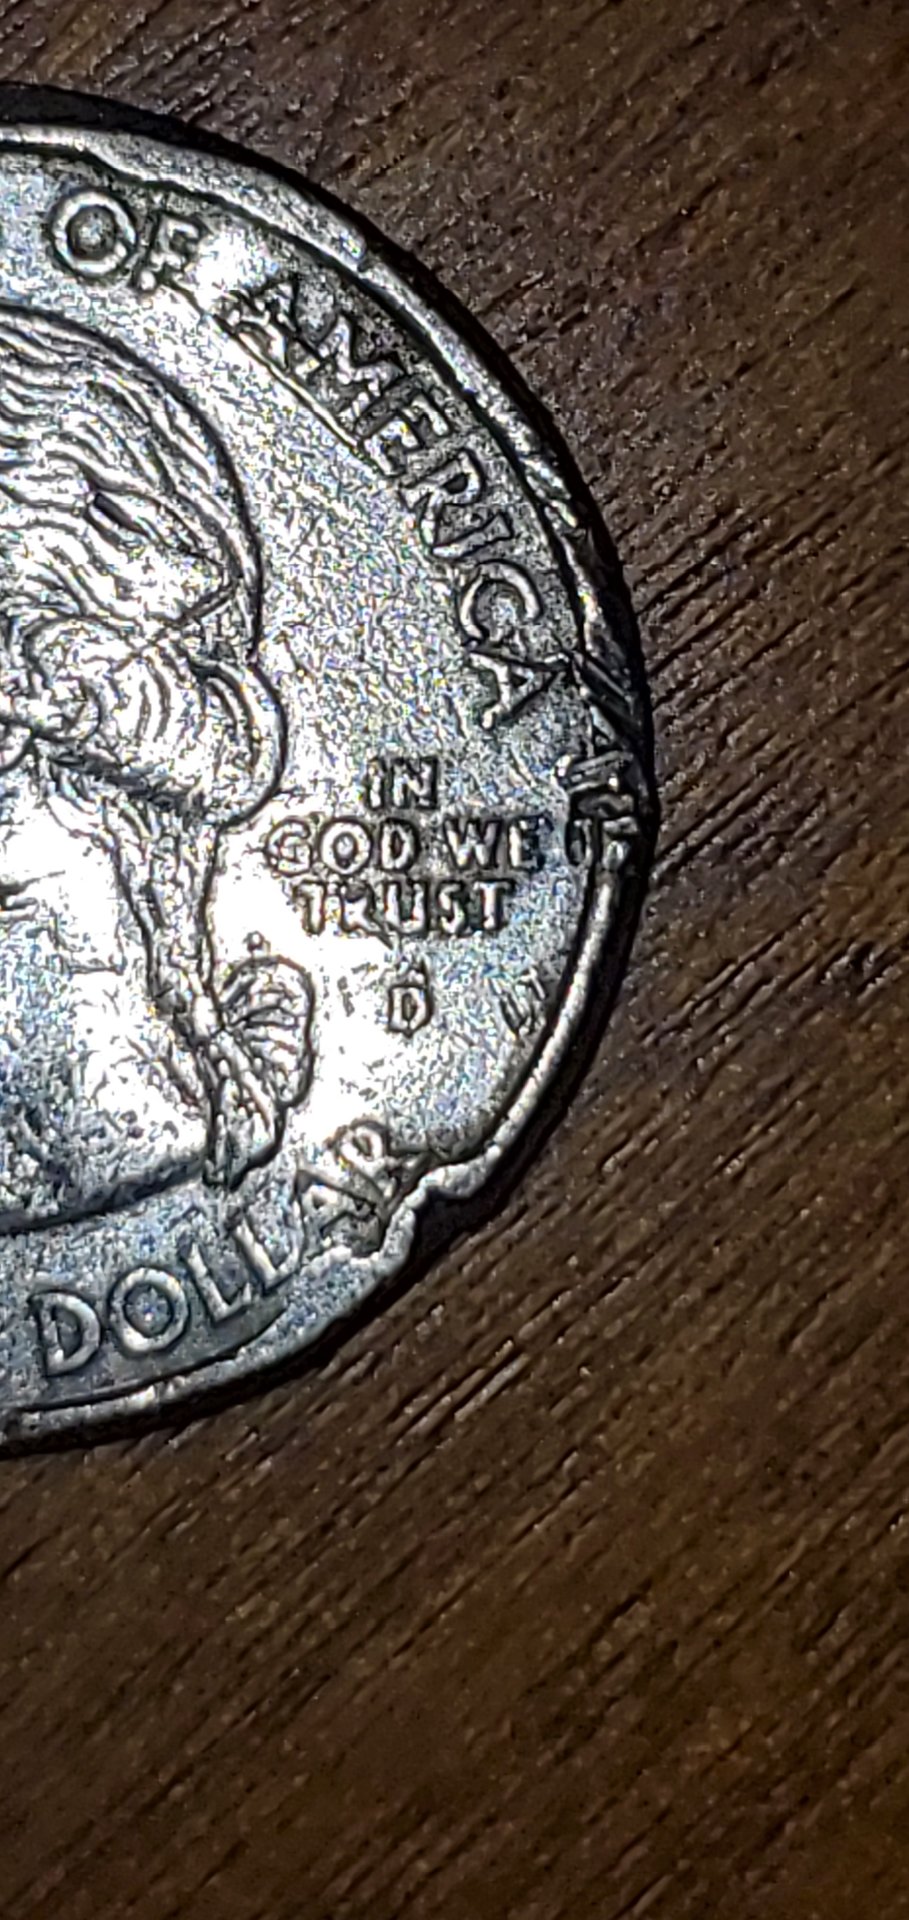 OF AMERICA
IN
GOD WE
TRUST
D
DOLLAR